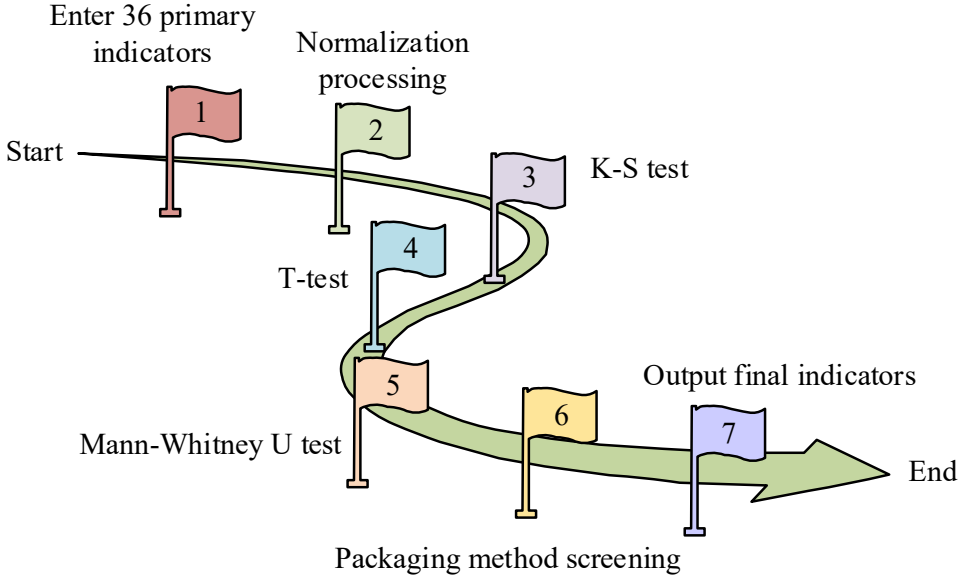 Enter 36 primary
indicators
Normalization
processing
1
2
Start
3
K-S test
4
T-test
5
Output final indicators
6
7
Mann-Whitney U test
End
Packaging method screening